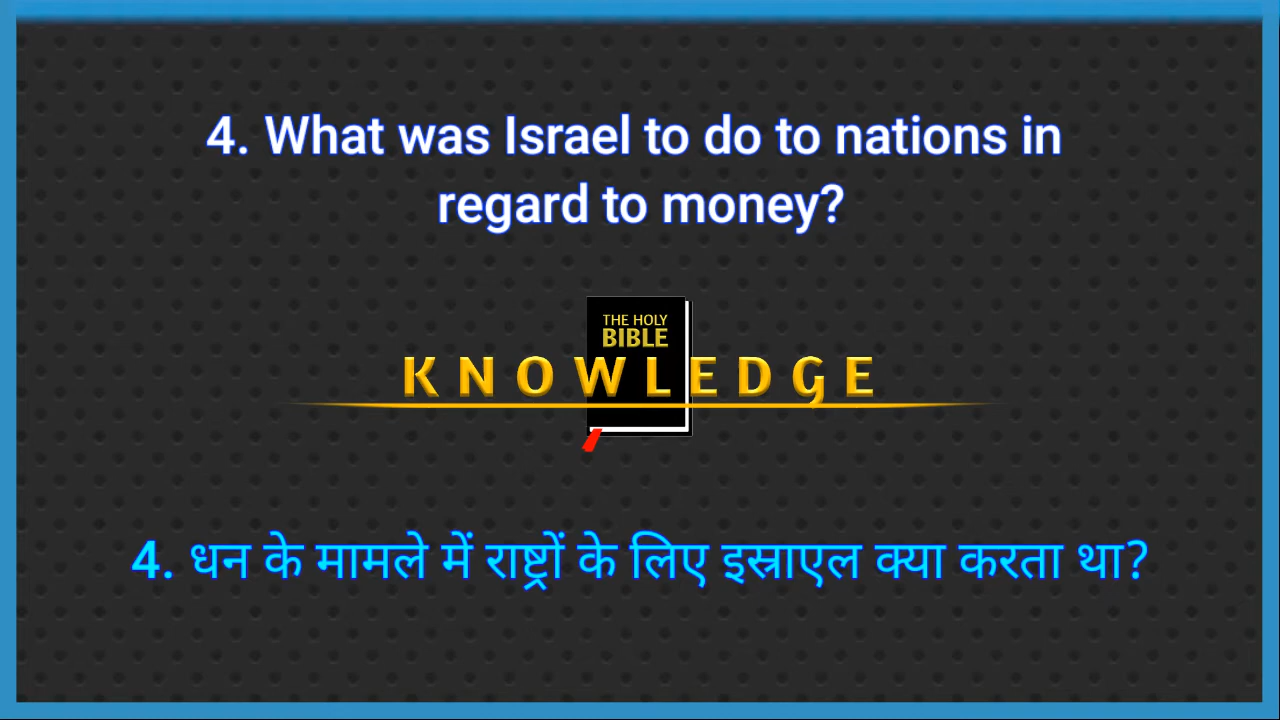 4. What was Israel to do to nations in
regard to money?
THE HOLY
BIBLE
KNOWLEDGE
4. धन के मामले में राष्ट्रों के लिए इस्राएल क्या करता था?